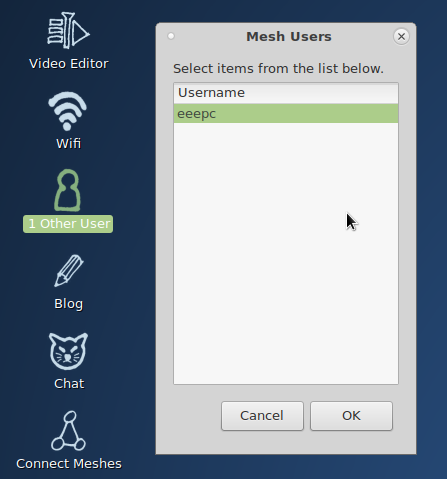 Video Editor
Wifi
1 Other User
Blog
Chat
Connect Meshes
Mesh Users
Select items from the list below.
Username
eeepc
Cancel
OK